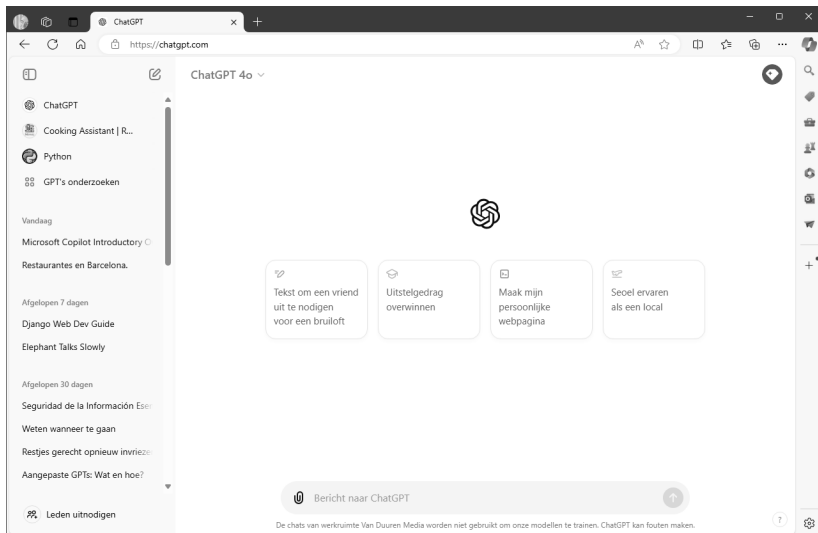 ChatGPT
https://chatgpt.com
ChatGPT 4o
ChatGPT
Cooking Assistant | R...
Python
GPT's onderzoeken
Vandaag
Microsoft Copilot Introductory
Restaurantes en Barcelona.
Afgelopen 7 dagen
Django Web Dev Guide
Elephant Talks Slowly
Afgelopen 30 dagen
Seguridad de la Información
Weten wanneer te gaan
Restjes gerecht opnieuw
Aangepaste GPTs: Wat en hoe?
Leden uitnodigen
Tekst om een vriend
uit te nodigen
voor een bruiloft
Uitstelgedrag
overwinnen
Maak mijn
persoonlijke
webpagina
Seoel ervaren
als een local
Bericht naar ChatGPT
De chats van werkruimte Van Duuren Media worden niet gebruikt om onze modellen te trainen. ChatGPT kan fouten maken.
?